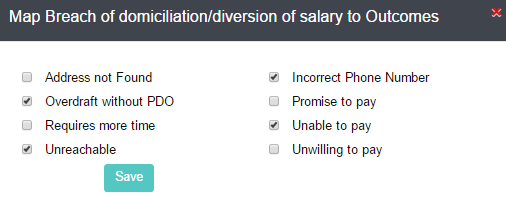 Map Breach of domiciliation/diversion of salary to Outcomes
Address not Found
Incorrect Phone Number
Overdraft without PDO
Promise to pay
Requires more time
Unable to pay
Unreachable
Unwilling to pay
Save